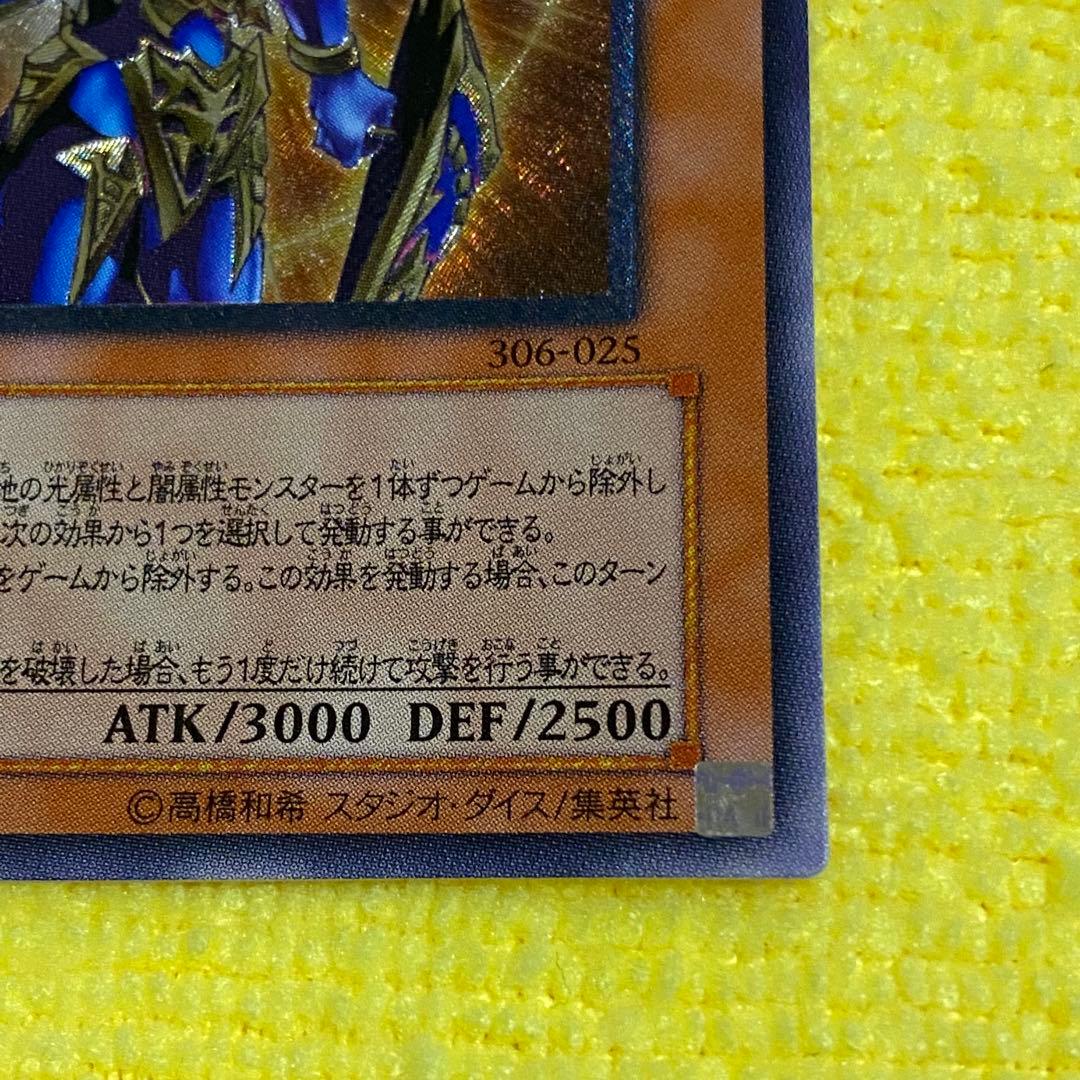 306-025
地の光属性と闇属性モンスターを1体ずつゲームから除外し
次の効果から1つを選択して発動する事ができる。
をゲームから除外する。この効果を発動する場合、このターン
を破壊した場合、もう1度だけ続けて攻撃を行う事ができる。
ATK/3000 DEF/2500
©高橋和希 スタジオ・ダイス/集英社